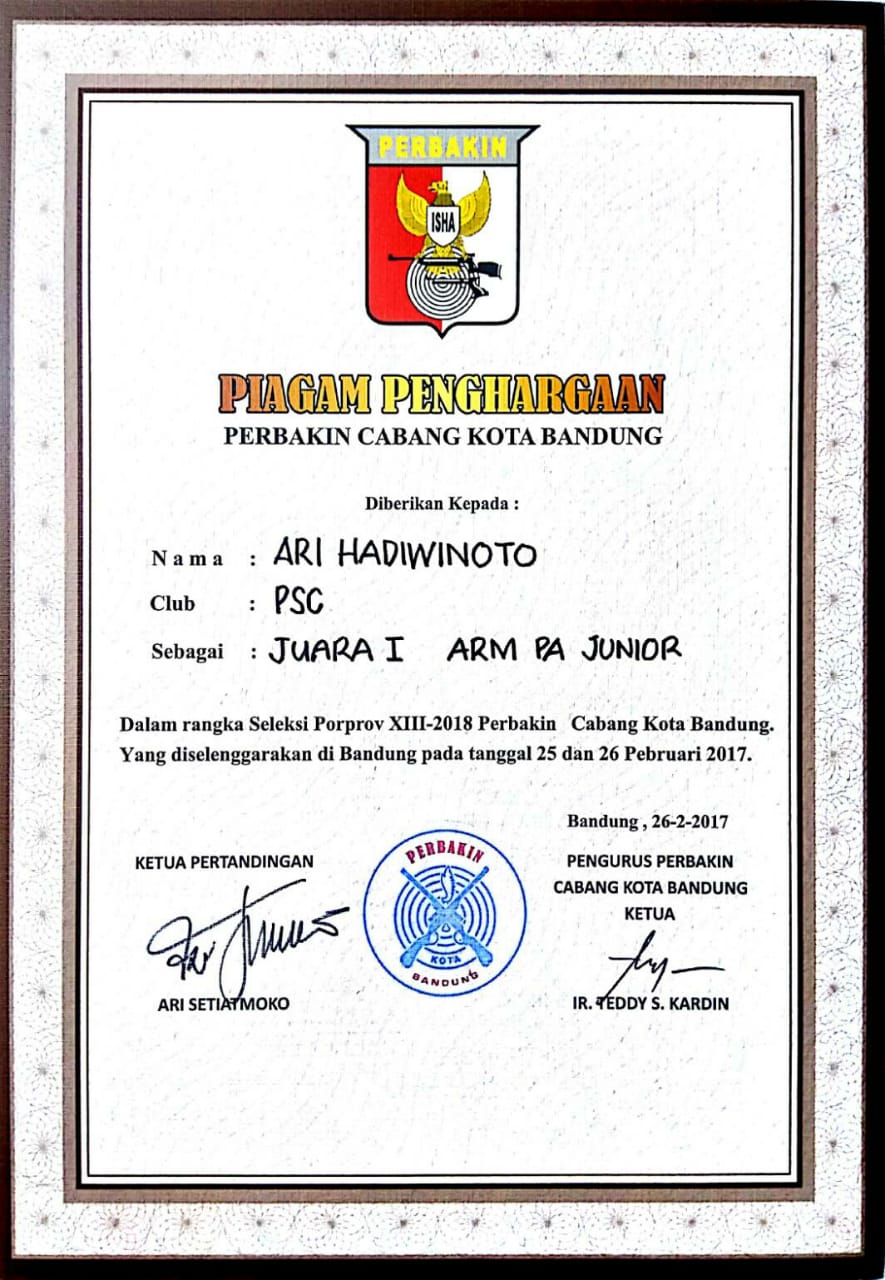 PERBAKIN
ISHA
PIAGAM PENGHARGAAN
PERBAKIN CABANG KOTA BANDUNG
Diberikan Kepada :
Nama : ARI HADIWINOTO
Club : PSC
Sebagai : JUARA I ARM PA JUNIOR
Dalam rangka Seleksi Porprov XIII-2018 Perbakin Cabang Kota Bandung.
Yang diselenggarakan di Bandung pada tanggal 25 dan 26 Pebruari 2017.
Bandung , 26-2-2017
KETUA PERTANDINGAN
PENGURUS PERBAKIN
CABANG KOTA BANDUNG
KETUA
PERBAKIN
KOTA
BANDUNG
ARI SETIATMOKO
IR. TEDDY S. KARDIN